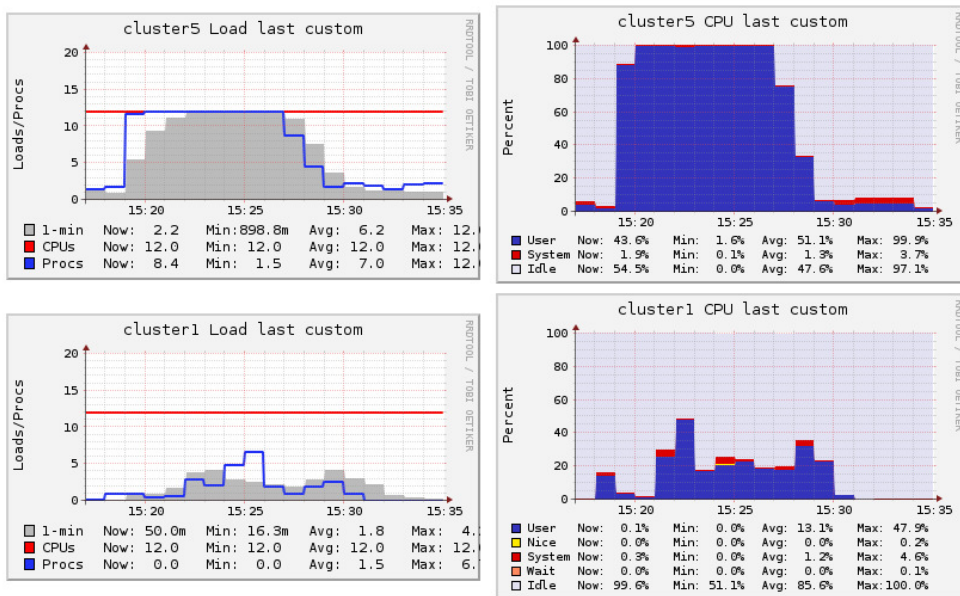 cluster5 Load last custom
RRDTOOL / TOBI OETIKER
Loads/Procs
20
15
10
5
0
15:20 15:25 15:30 15:35
1-min Now: 2.2 Min:898.8m Avg: 6.2 Max: 12.
CPUs Now: 12.0 Min: 12.0 Avg: 12.0 Max: 12.
Procs Now: 8.4 Min: 1.5 Avg: 7.0 Max: 12.
cluster5 CPU last custom
RRDTOOL / TOBI OETIKER
Percent
100
80
60
40
20
0
15:20 15:25 15:30 15:35
User Now: 43.6% Min: 1.6% Avg: 51.1% Max: 99.9%
System Now: 1.9% Min: 0.1% Avg: 1.3% Max: 3.7%
Idle Now: 54.5% Min: 0.0% Avg: 47.6% Max: 97.1%
cluster1 Load last custom
RRDTOOL / TOBI OETIKER
Loads/Procs
20
15
10
5
0
15:20 15:25 15:30 15:35
1-min Now: 50.0m Min: 16.3m Avg: 1.8 Max: 4.
CPUs Now: 12.0 Min: 12.0 Avg: 12.0 Max: 12.
Procs Now: 0.0 Min: 0.0 Avg: 1.5 Max: 6.
cluster1 CPU last custom
RRDTOOL / TOBI OETIKER
Percent
100
80
60
40
20
0
15:20 15:25 15:30 15:35
User Now: 0.1% Min: 0.0% Avg: 13.1% Max: 47.9%
Nice Now: 0.0% Min: 0.0% Avg: 0.0% Max: 0.2%
System Now: 0.3% Min: 0.0% Avg: 1.2% Max: 4.6%
Wait Now: 0.0% Min: 0.0% Avg: 0.0% Max: 0.1%
Idle Now: 99.6% Min: 51.1% Avg: 85.6% Max:100.0%